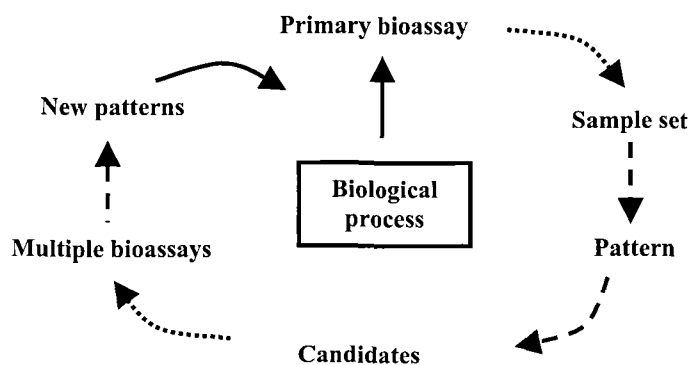 Primary bioassay
New patterns
Sample set
Biological
process
Multiple bioassays
Pattern
Candidates